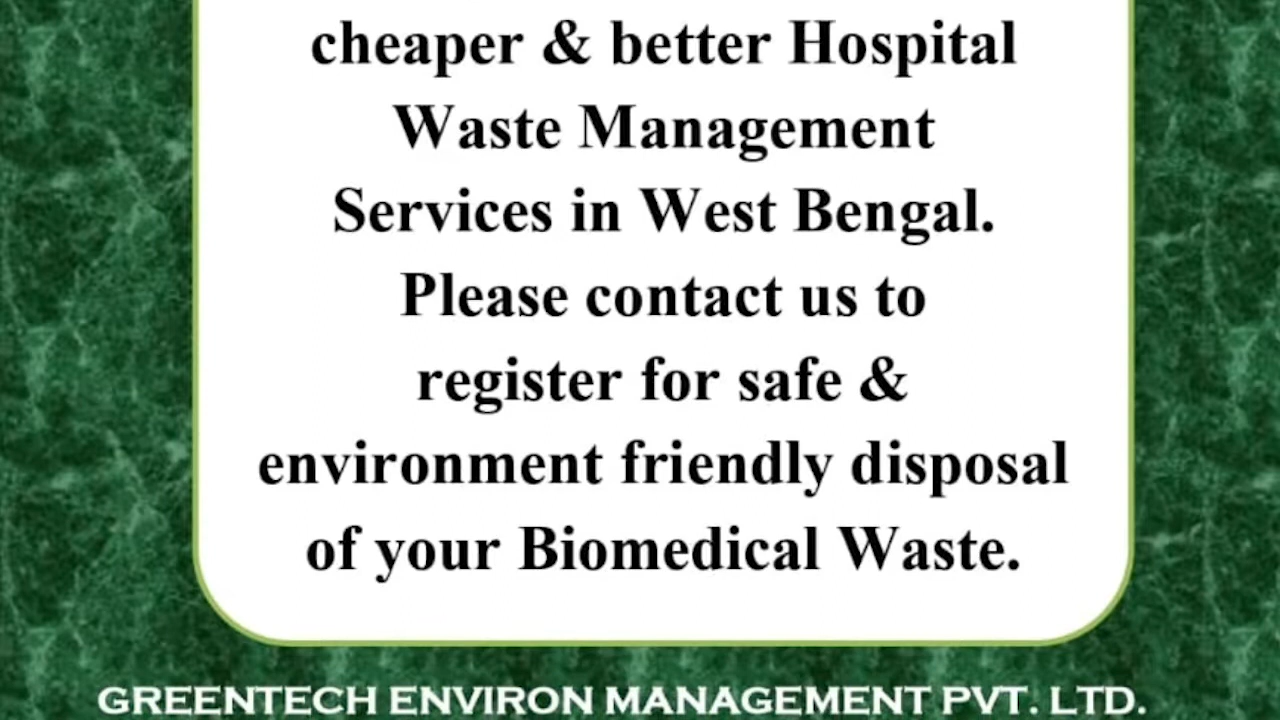 cheaper & better Hospital
Waste Management
Services in West Bengal.
Please contact us to
register for safe &
environment friendly disposal
of your Biomedical Waste.
GREENTECH ENVIRON MANAGEMENT PVT. LTD.